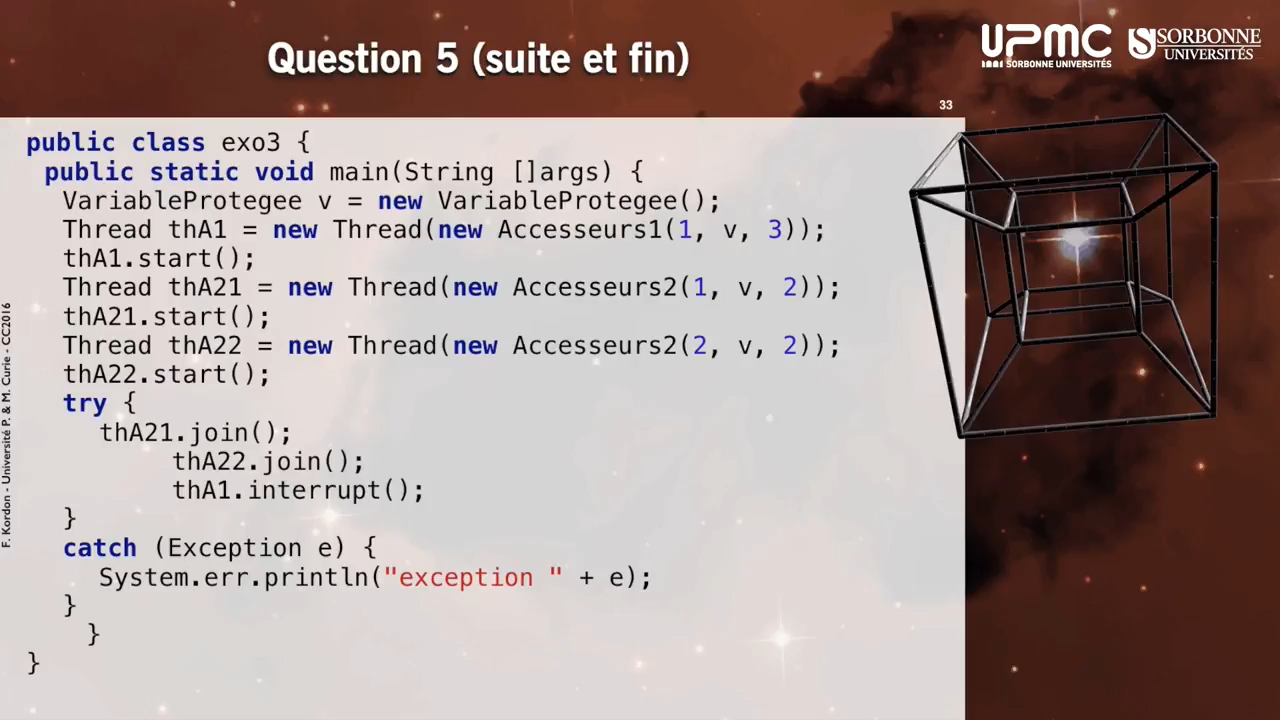 Question 5 (suite et fin)
UPMC
SORBONNE UNIVERSITÉS
SORBONNE
UNIVERSITÉS
33
public class exo3 {
public static void main(String []args) {
VariableProtegee v = new VariableProtegee();
Thread thA1 = new Thread(new Accesseurs1(1, v, 3));
thA1.start();
Thread thA21 = new Thread(new Accesseurs2(1, v, 2));
thA21.start();
Thread thA22 = new Thread(new Accesseurs2(2, v, 2));
thA22.start();
try {
thA21.join();
thA22.join();
thA1.interrupt();
}
catch (Exception e) {
System.err.println("exception " + e);
}
}
}
F. Kordon - Université P. & M. Curie - CC2016